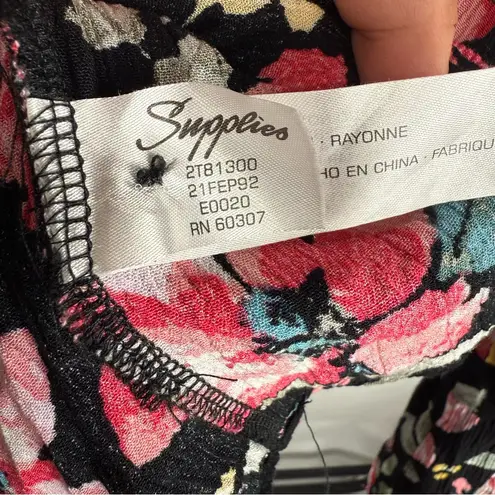 Supplies
2T81300
21FEP92
E0020
RN 60307
· RAYONNE
HO EN CHINA · FABRIQU